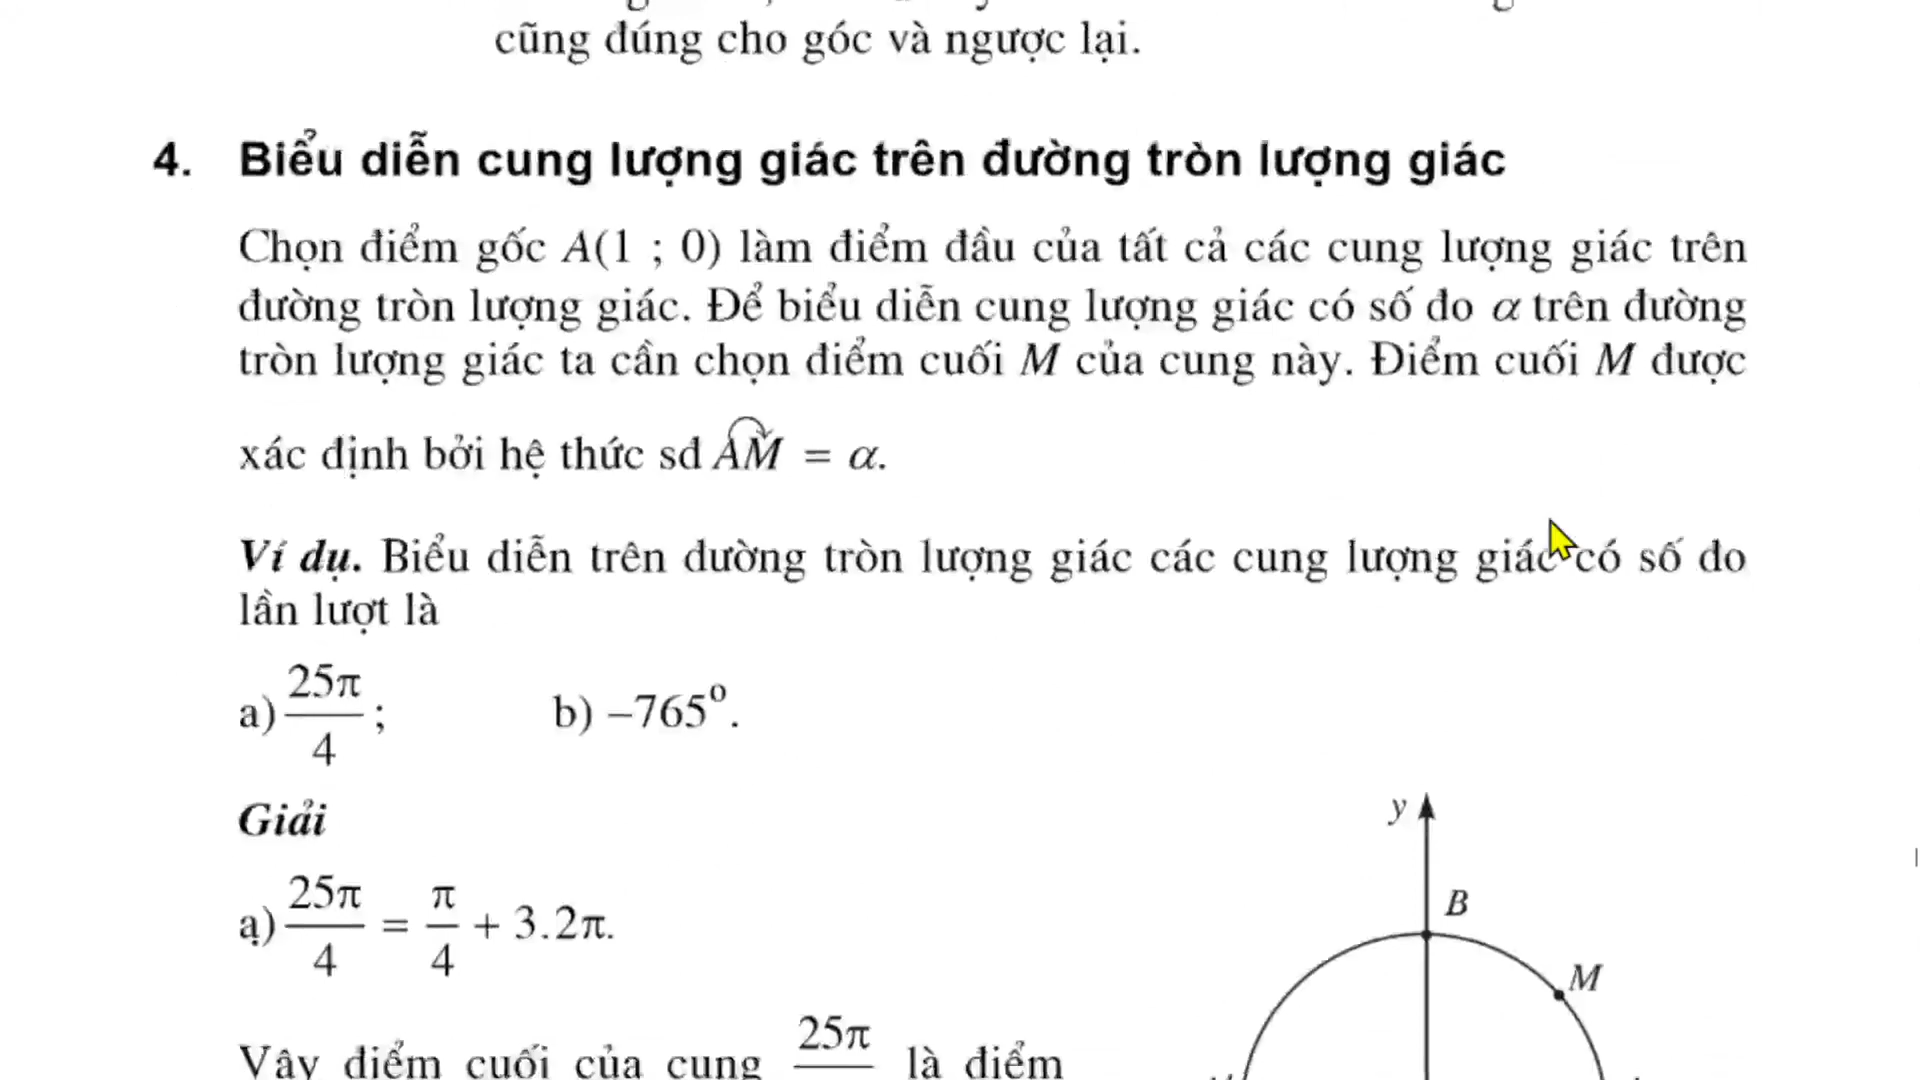 cũng đúng cho góc và ngược lại.
4. Biểu diễn cung lượng giác trên đường tròn lượng giác
Chọn điểm gốc A(1 ; 0) làm điểm đầu của tất cả các cung lượng giác trên
đường tròn lượng giác. Để biểu diễn cung lượng giác có số đo α trên đường
tròn lượng giác ta cần chọn điểm cuối M của cung này. Điểm cuối M được
xác định bởi hệ thức sđ AM = α.
Ví dụ. Biểu diễn trên đường tròn lượng giác các cung lượng giác có số đo
lần lượt là
a) 25π/4 ; b) –765°.
Giải
a) 25π/4 = π/4 + 3.2π.
Vậy điểm cuối của cung 25π là điểm
y
B
M